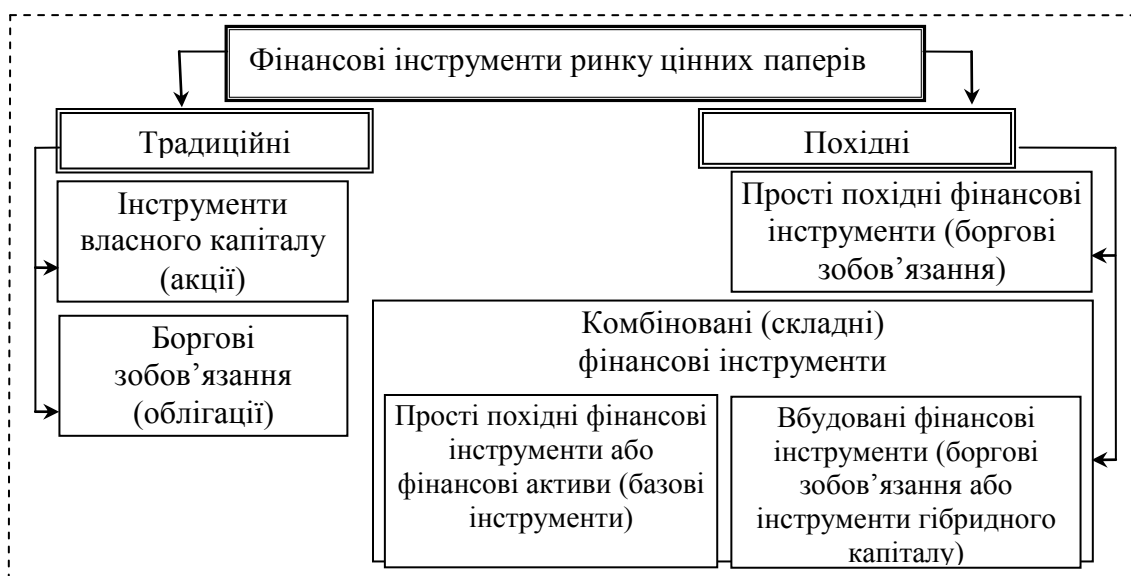 Фінансові інструменти ринку цінних паперів
Традиційні
Похідні
Інструменти
власного капіталу
(акції)
Боргові
зобов’язання
(облігації)
Прості похідні фінансові
інструменти (боргові
зобов’язання)
Комбіновані (складні)
фінансові інструменти
Прості похідні фінансові
інструменти або
фінансові активи (базові
інструменти)
Вбудовані фінансові
інструменти (боргові
зобов’язання або
інструменти гібридного
капіталу)